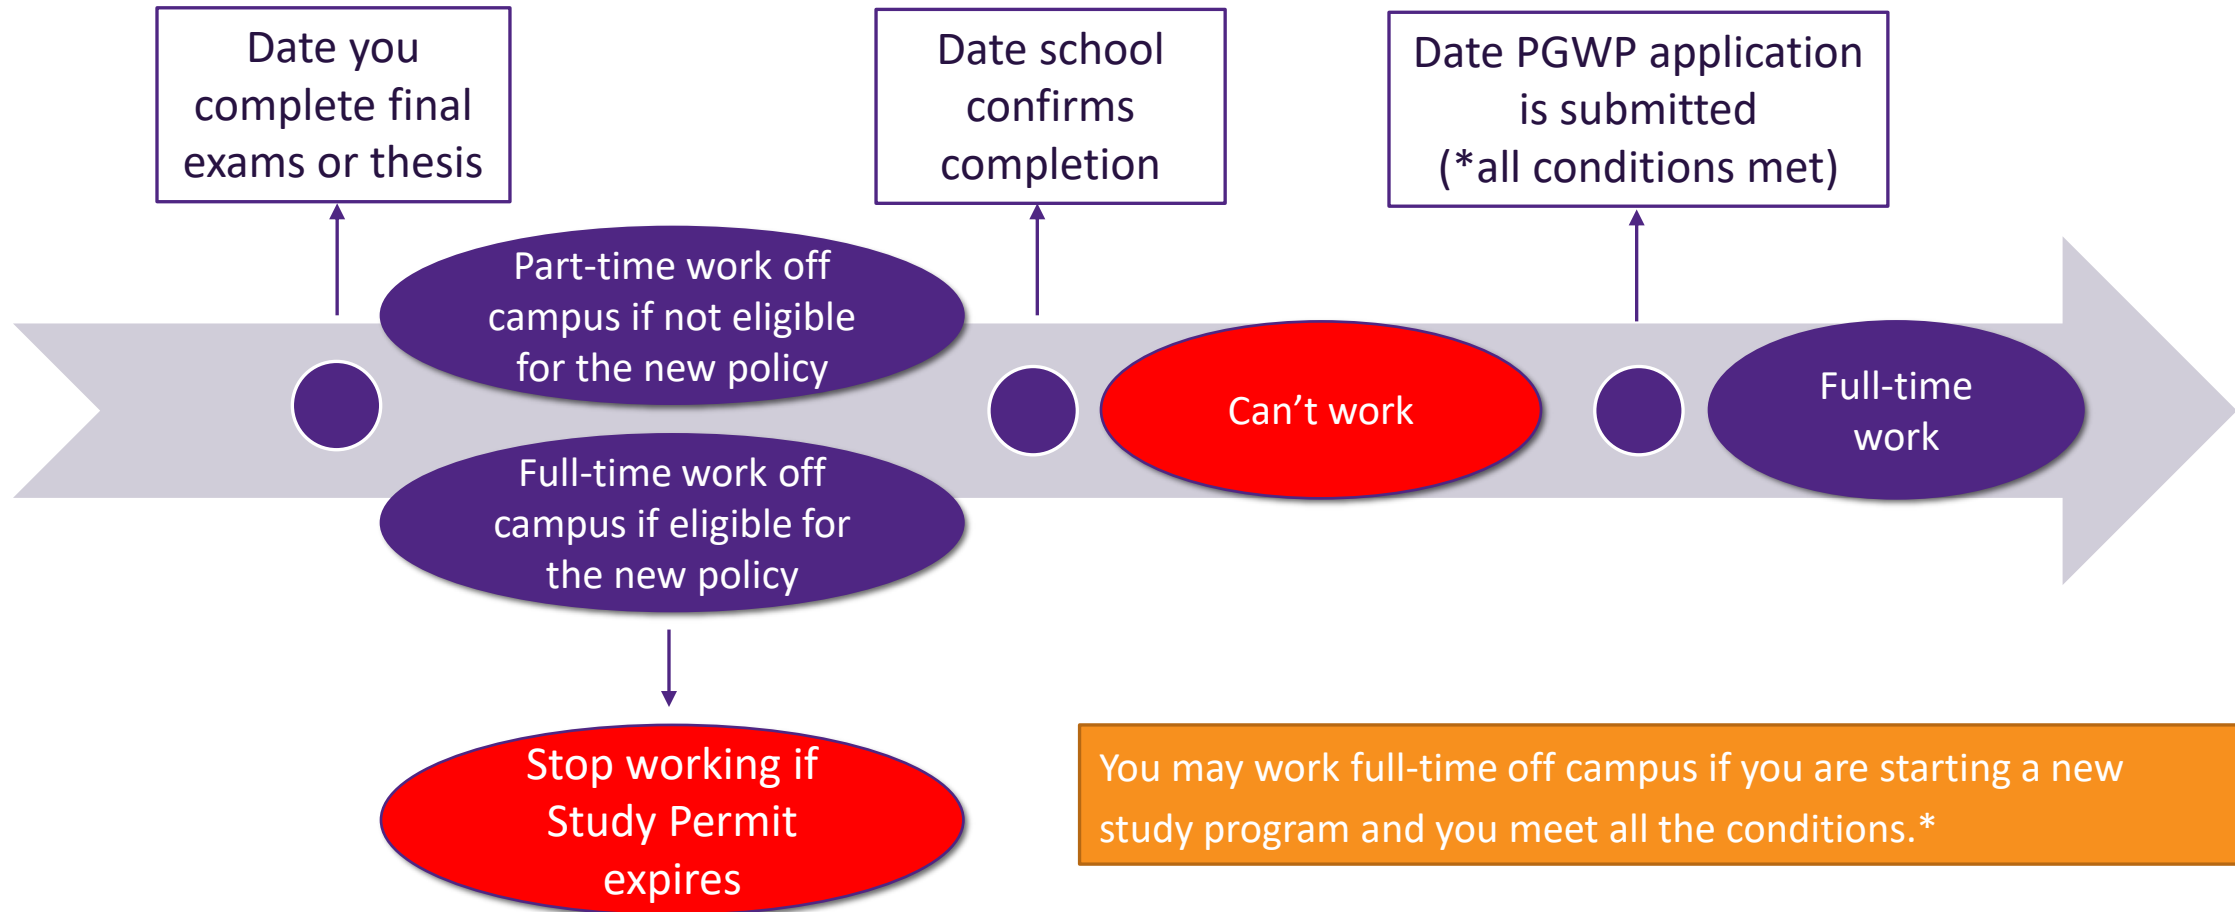 Date you
complete final
exams or thesis
Date school
confirms
completion
Date PGWP application
is submitted
(*all conditions met)
Part-time work off
campus if not eligible
for the new policy
Full-time work off
campus if eligible for
the new policy
Can’t work
Full-time
work
Stop working if
Study Permit
expires
You may work full-time off campus if you are starting a new
study program and you meet all the conditions.*